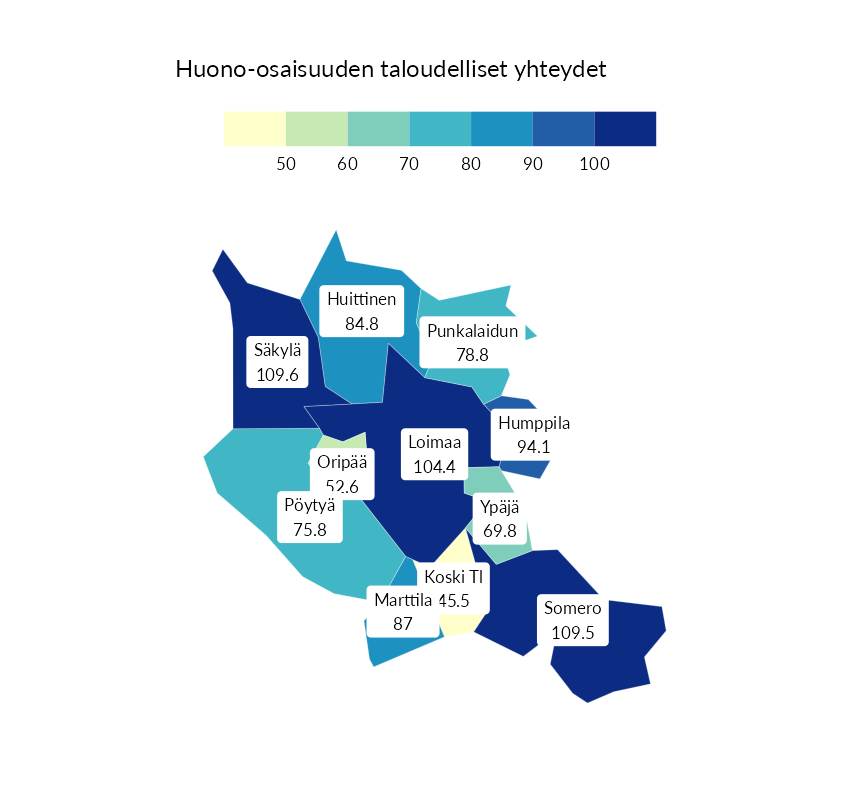 Huono-osaisuuden taloudelliset yhteydet
50 60 70 80 90 100
Huittinen
84.8
Punkalaidun
78.8
Säkylä
109.6
Humppila
94.1
Loimaa
104.4
Oripää
52.6
Pöytyä
75.8
Ypäjä
69.8
Koski Tl
45.5
Marttila
87
Somero
109.5